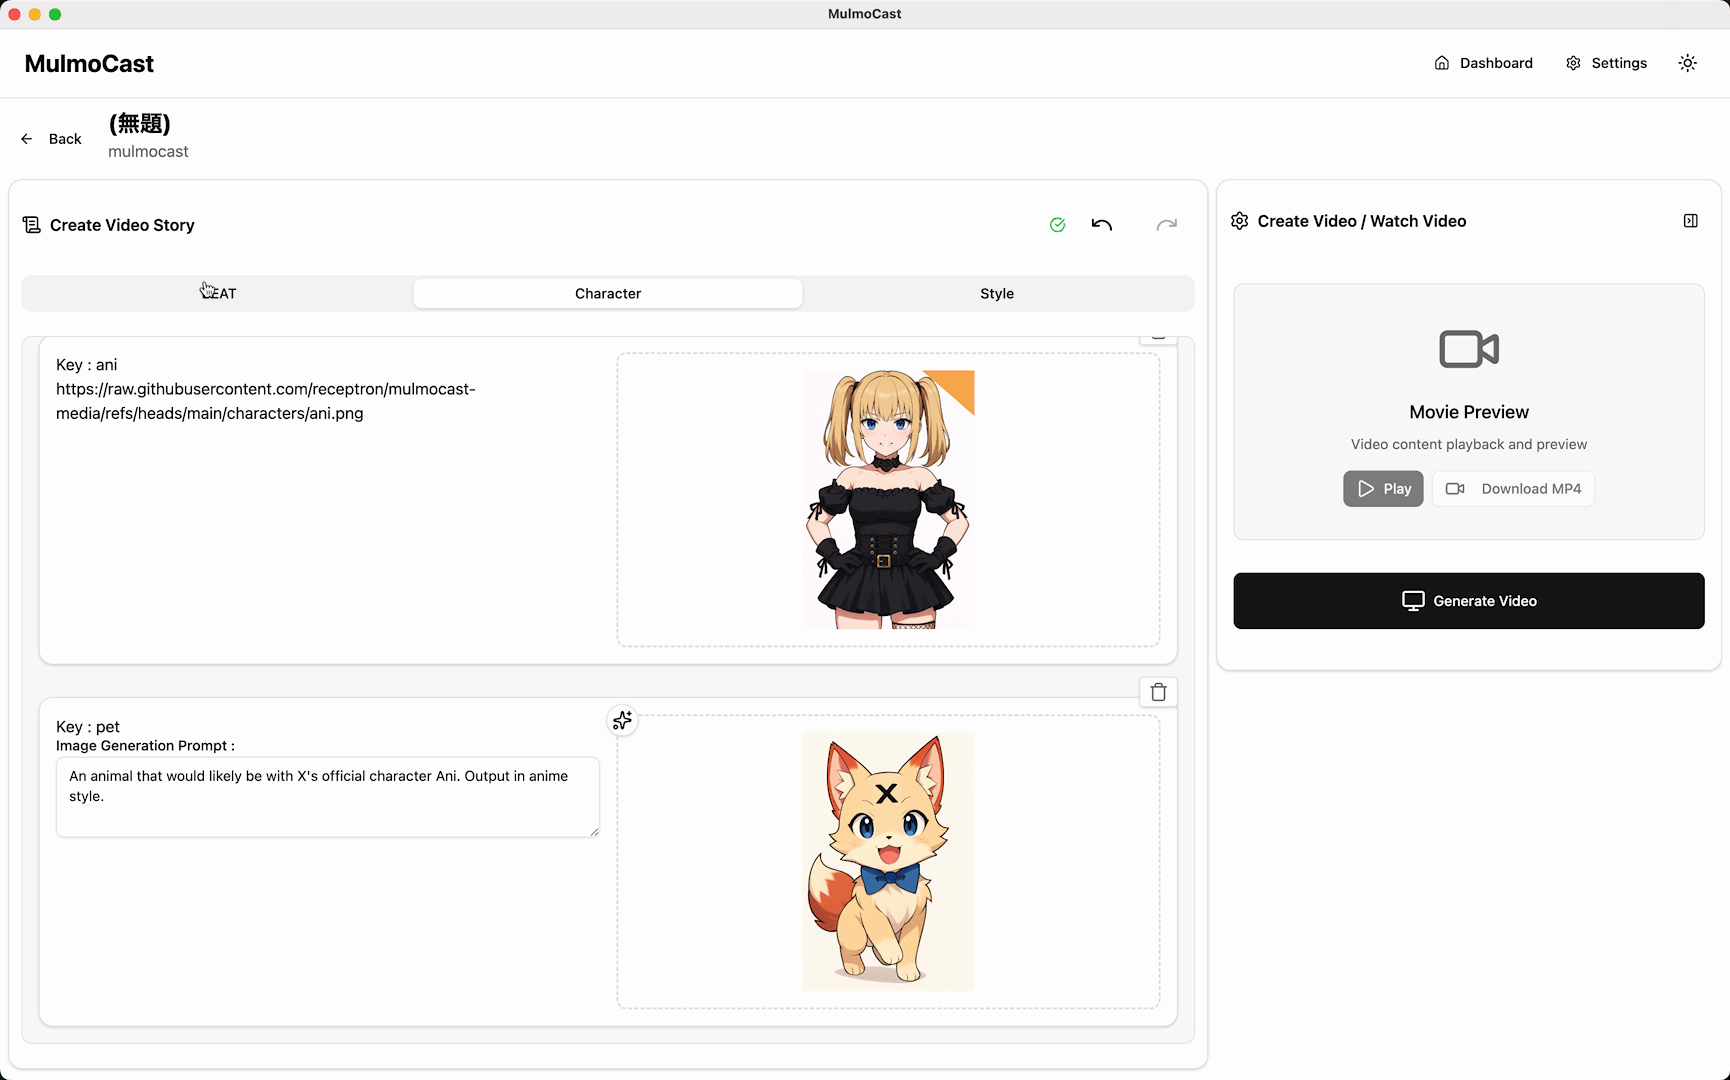 MulmoCast
MulmoCast
Dashboard
Settings
Back
(無題)
mulmocast
Create Video Story
EAT
Character
Style
Key : ani
https://raw.githubusercontent.com/receptron/mulmocast-
media/refs/heads/main/characters/ani.png
Key : pet
Image Generation Prompt :
An animal that would likely be with X's official character Ani. Output in anime
style.
X
Create Video / Watch Video
Movie Preview
Video content playback and preview
Play
Download MP4
Generate Video